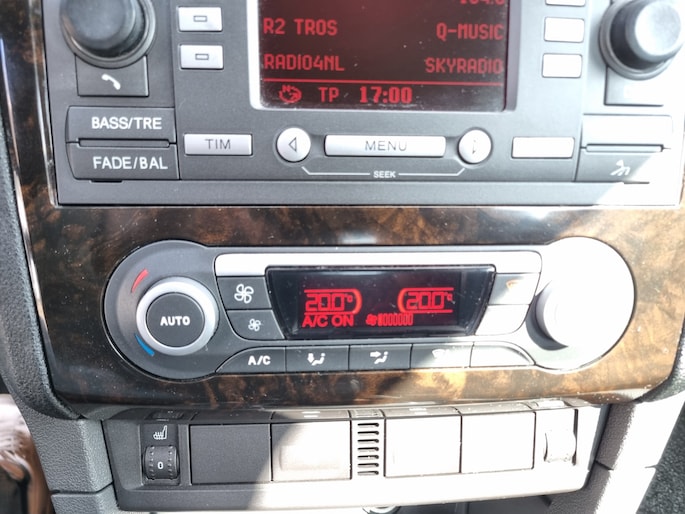 R2 TROS Q-MUSIC
RADIO4NL SKYRADIO
TP 17:00
BASS/TRE
FADE/BAL
TIM
MENU
SEEK
20.0°C 20.0°C
A/C ON
AUTO
A/C
0